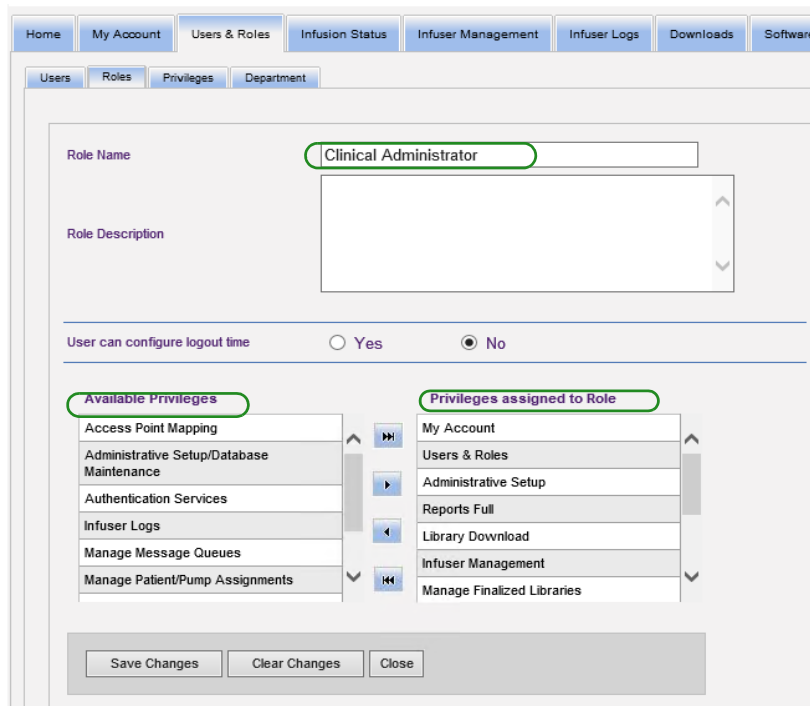 Home My Account Users & Roles Infusion Status Infuser Management Infuser Logs Downloads Software
Users Roles Privileges Department
Role Name Clinical Administrator
Role Description
User can configure logout time Yes No
Available Privileges Privileges assigned to Role
Access Point Mapping
Administrative Setup/Database
Maintenance
Authentication Services
Infuser Logs
Manage Message Queues
Manage Patient/Pump Assignments
My Account
Users & Roles
Administrative Setup
Reports Full
Library Download
Infuser Management
Manage Finalized Libraries
Save Changes Clear Changes Close